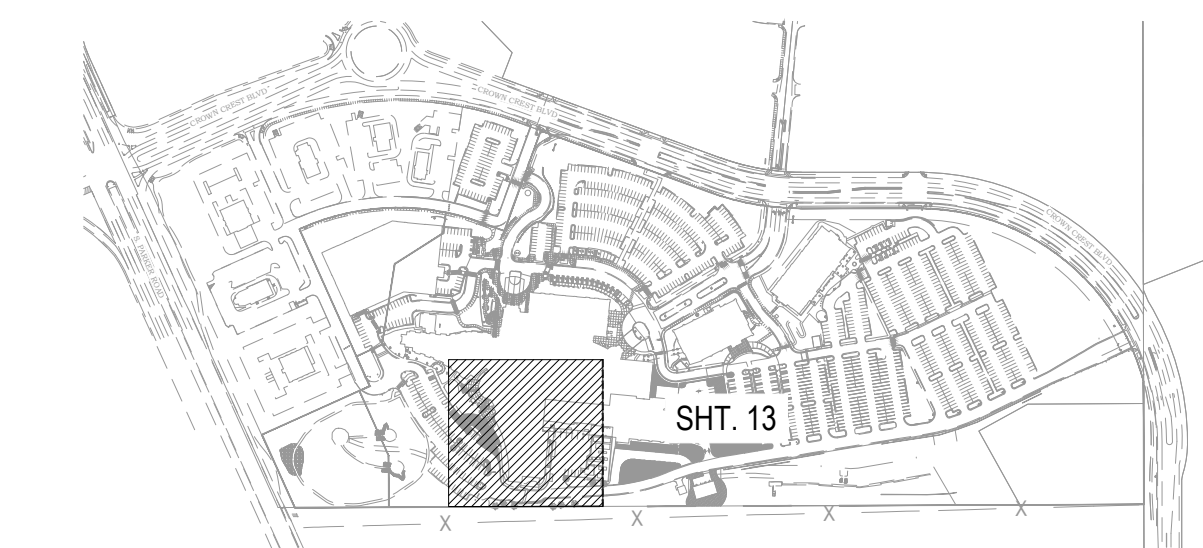 CROWN CREST BLVD
CROWN CREST BLVD
CROWN CREST BLVD
S. PARKER ROAD
SHT. 13
X X X X